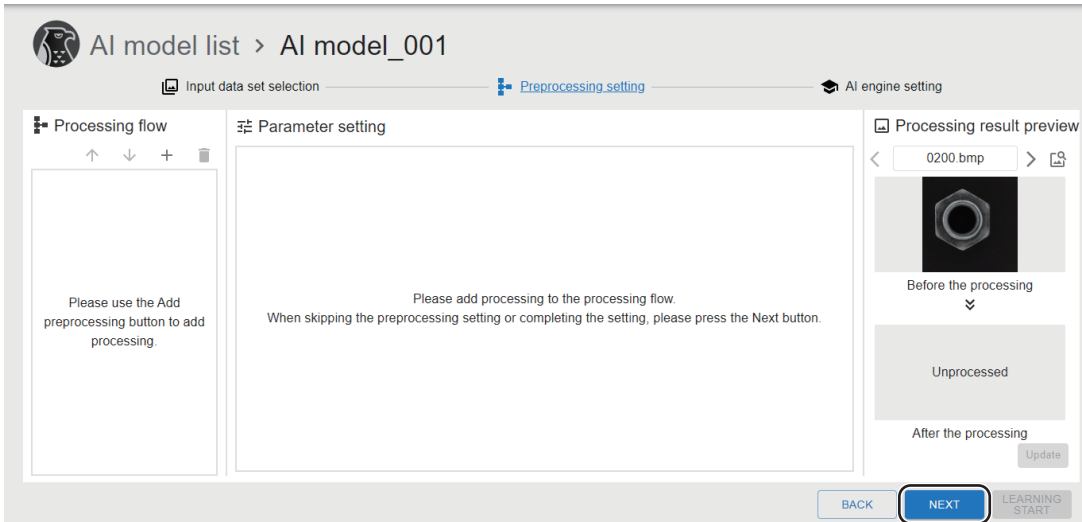 AI model list > AI model_001
Input data set selection
Preprocessing setting
AI engine setting
Processing flow
Parameter setting
Processing result preview
0200.bmp
Please use the Add
preprocessing button to add
processing.
Please add processing to the processing flow.
When skipping the preprocessing setting or completing the setting, please press the Next button.
Before the processing
Unprocessed
After the processing
Update
BACK
NEXT
LEARNING
START